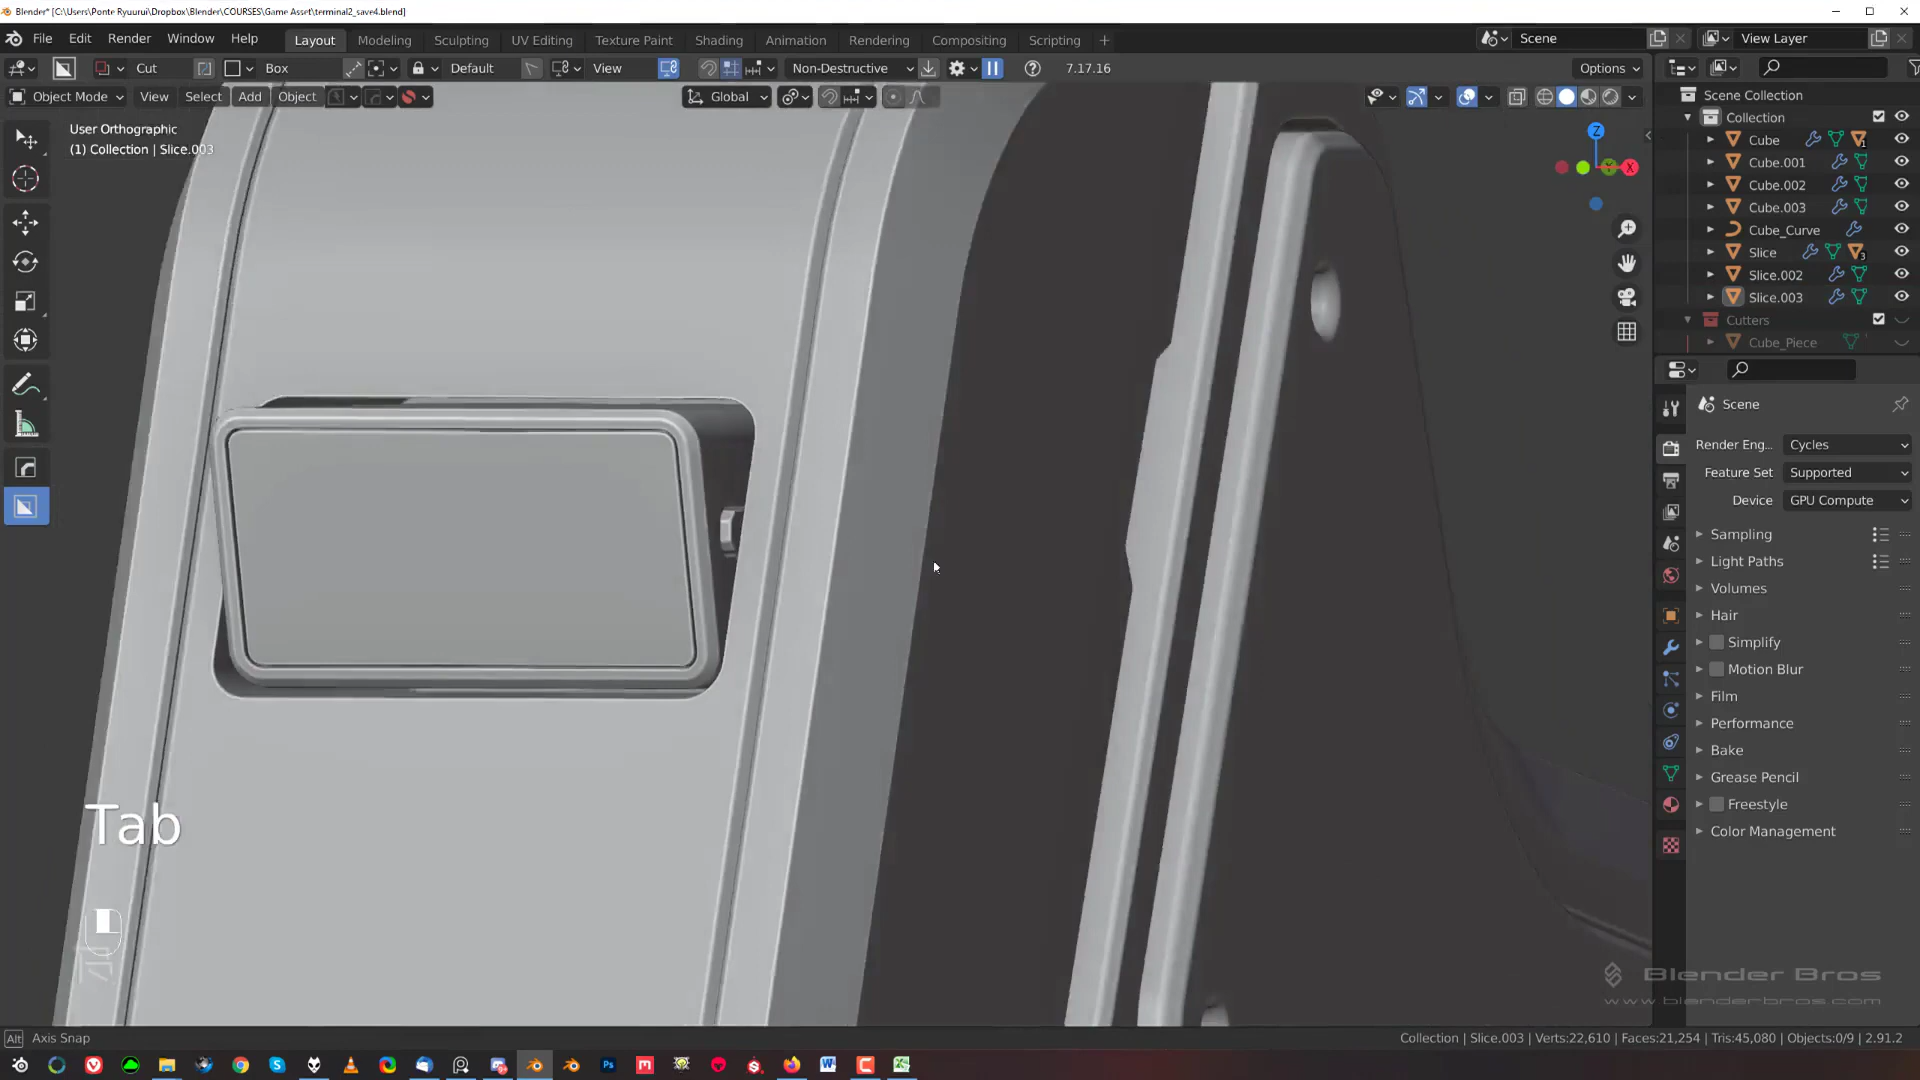 Blender* [C:\Users\Ponte Ryuurui\Dropbox\Blender\COURSES\Game Asset\terminal2_save4.blend]
File Edit Render Window Help Layout Modeling Sculpting UV Editing Texture Paint Shading Animation Rendering Compositing Scripting + Scene View Layer
Cut Box Default View Non-Destructive 7.17.16 Options
Object Mode View Select Add Object Global
User Orthographic
(1) Collection | Slice.003
Z
X
Scene Collection
Collection
Cube 1
Cube.001
Cube.002
Cube.003
Cube_Curve
Slice 3
Slice.002
Slice.003
Cutters
Cube_Piece
Scene
Render Eng... Cycles
Feature Set Supported
Device GPU Compute
Sampling
Light Paths
Volumes
Hair
Simplify
Motion Blur
Film
Performance
Bake
Grease Pencil
Freestyle
Color Management
Tab
Blender Bros
www.blenderbros.com
Alt Axis Snap
Collection | Slice.003 | Verts:22,610 | Faces:21,254 | Tris:45,080 | Objects:0/9 | 2.91.2